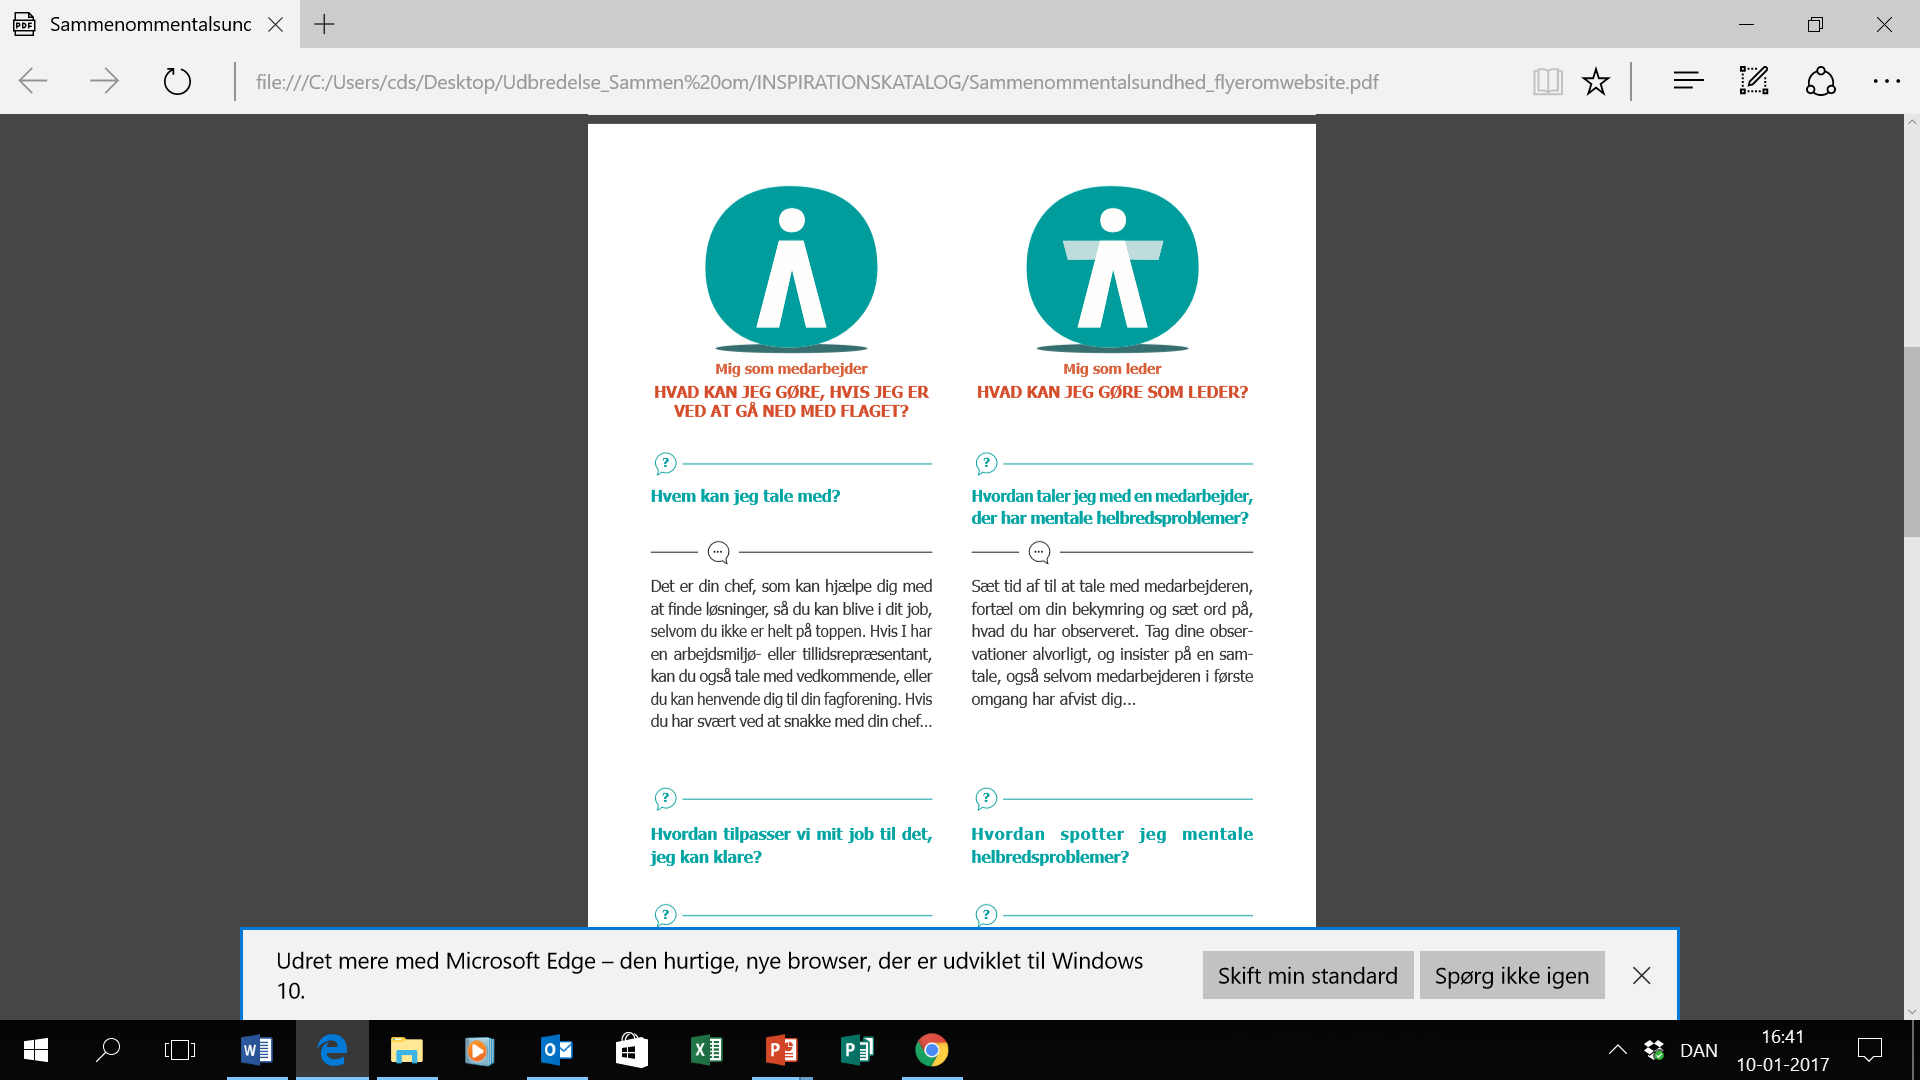 Sammenommentalsund
file:///C:/Users/cds/Desktop/Udbredelse_Sammen%20om/INSPIRATIONSKATALOG/Sammenommentalsundhed_flyeromwebsite.pdf
Mig som medarbejder
HVAD KAN JEG GØRE, HVIS JEG ER
VED AT GÅ NED MED FLAGET?
Hvem kan jeg tale med?
Det er din chef, som kan hjælpe dig med
at finde løsninger, så du kan blive i dit job,
selvom du ikke er helt på toppen. Hvis I har
en arbejdsmiljø- eller tillidsrepræsentant,
kan du også tale med vedkommende, eller
du kan henvende dig til din fagforening. Hvis
du har svært ved at snakke med din chef...
Hvordan tilpasser vi mit job til det,
jeg kan klare?
Mig som leder
HVAD KAN JEG GØRE SOM LEDER?
Hvordan taler jeg med en medarbejder,
der har mentale helbredsproblemer?
Sæt tid af til at tale med medarbejderen,
fortæl om din bekymring og sæt ord på,
hvad du har observeret. Tag dine obser-
vationer alvorligt, og insister på en sam-
tale, også selvom medarbejderen i første
omgang har afvist dig...
Hvordan spotter jeg mentale
helbredsproblemer?
Udret mere med Microsoft Edge – den hurtige, nye browser, der er udviklet til Windows
10.
Skift min standard
Spørg ikke igen
DAN
16:41
10-01-2017